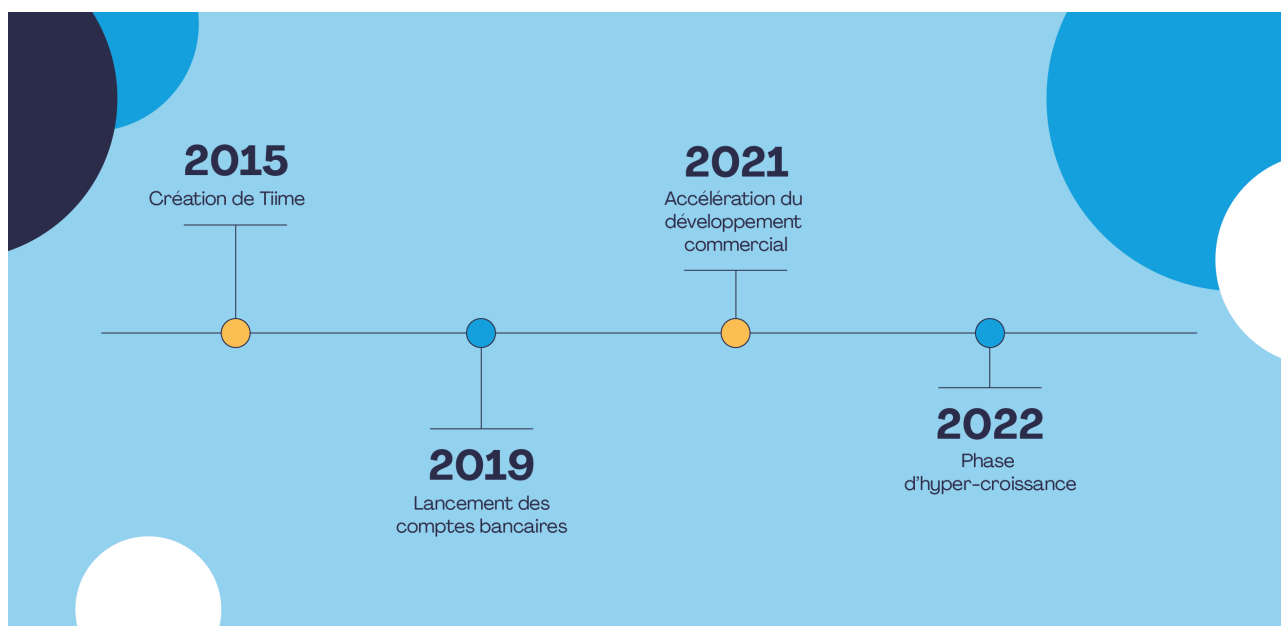 2015
Création de Tiime
2019
Lancement des
comptes bancaires
2021
Accélération du
développement
commercial
2022
Phase
d’hyper-croissance